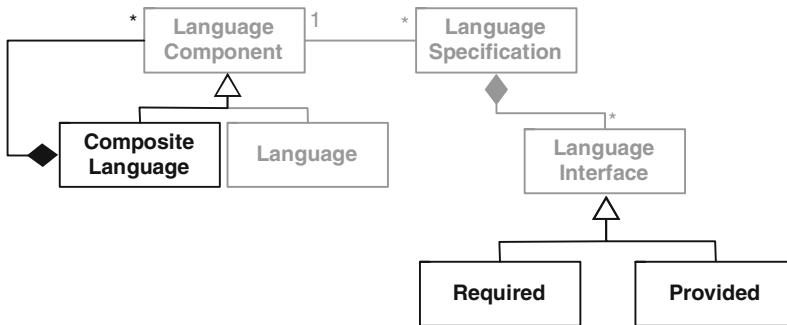 *
Language
Component
1
*
Language
Specification
Composite
Language
Language
*
Language
Interface
Required
Provided